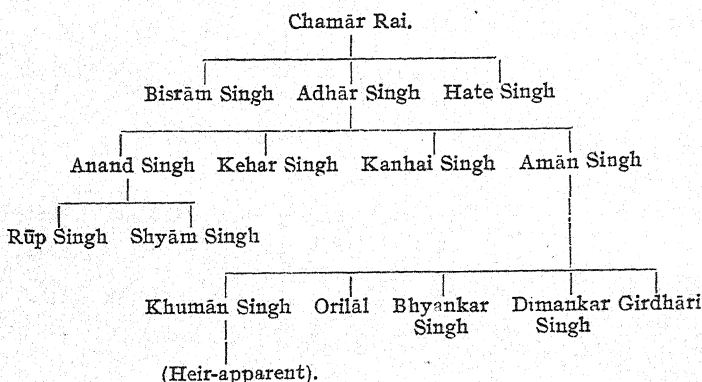 Chamār Rai.
Bisrām Singh Adhār Singh Hate Singh
Anand Singh Kehar Singh Kanhai Singh Amān Singh
Rūp Singh Shyām Singh
Khumān Singh Orilāl Bhyankar Dimankar Girdhāri
Singh Singh
(Heir-apparent).